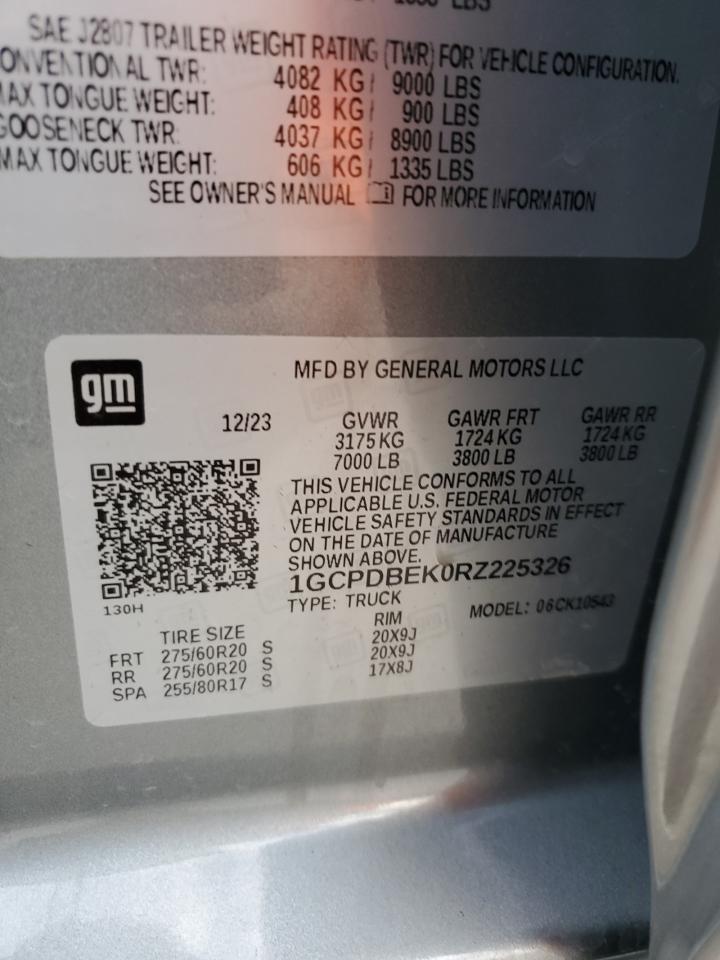 LBS
SAE J2807 TRAILER WEIGHT RATING (TWR) FOR VEHICLE CONFIGURATION.
ONVENTIONAL TWR: 4082 KG/ 9000 LBS
AX TONGUE WEIGHT: 408 KG/ 900 LBS
GOOSENECK TWR: 4037 KG/ 8900 LBS
MAX TONGUE WEIGHT: 606 KG/ 1335 LBS
SEE OWNER'S MANUAL FOR MORE INFORMATION
gm
MFD BY GENERAL MOTORS LLC
12/23 GVWR GAWR FRT GAWR RR
3175 KG 1724 KG 1724 KG
7000 LB 3800 LB 3800 LB
THIS VEHICLE CONFORMS TO ALL
APPLICABLE U.S. FEDERAL MOTOR
VEHICLE SAFETY STANDARDS IN EFFECT
ON THE DATE OF MANUFACTURE
SHOWN ABOVE.
1GCPDBEK0RZ225326
130H
TYPE: TRUCK MODEL: 06CK10543
TIRE SIZE RIM
FRT 275/60R20 S 20X9J
RR 275/60R20 S 20X9J
SPA 255/80R17 S 17X8J